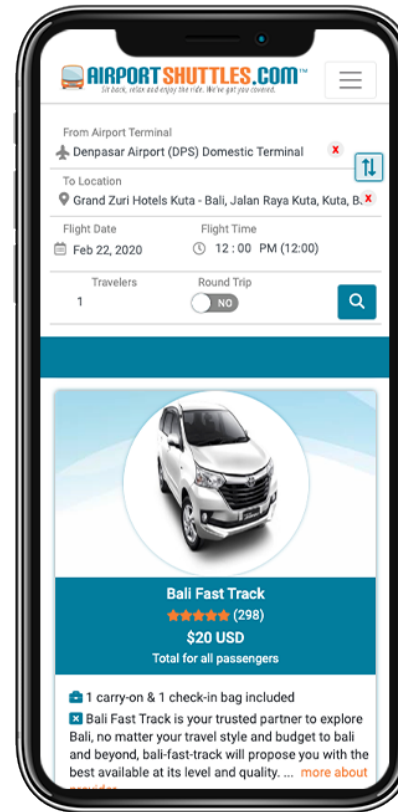 AIRPORTSHUTTLES.COM™
Sit back, relax and enjoy the ride. We've got you covered.
From Airport Terminal
Denpasar Airport (DPS) Domestic Terminal x
To Location
Grand Zuri Hotels Kuta - Bali, Jalan Raya Kuta, Kuta, B. x
Flight Date Flight Time
Feb 22, 2020 12 : 00 PM (12:00)
Travelers Round Trip
1 NO
Bali Fast Track
(298)
$20 USD
Total for all passengers
1 carry-on & 1 check-in bag included
Bali Fast Track is your trusted partner to explore
Bali, no matter your travel style and budget to bali
and beyond, bali-fast-track will propose you with the
best available at its level and quality. ... more about
provider